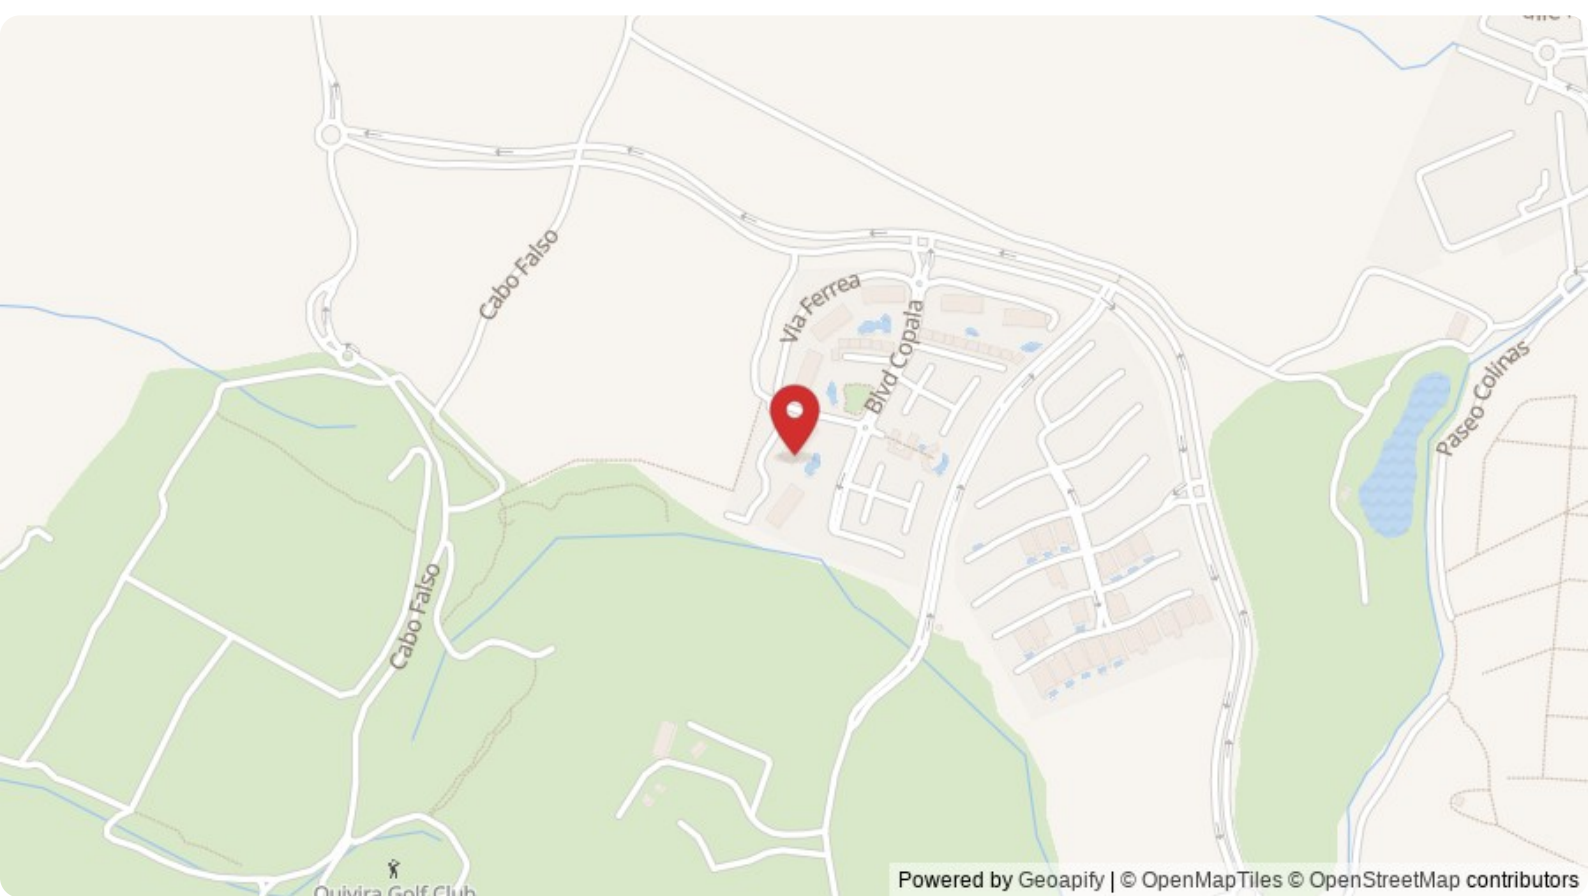 Cabo Falso
Via Ferrea
Blvd Copala
Paseo Colinas
Cabo Falso
Quivira Golf Club
Powered by Geoapify | © OpenMapTiles © OpenStreetMap contributors